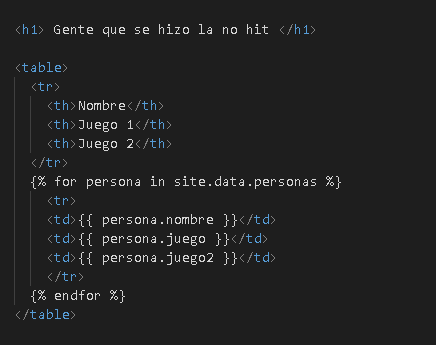 <h1> Gente que se hizo la no hit </h1>
<table>
<tr>
<th>Nombre</th>
<th>Juego 1</th>
<th>Juego 2</th>
</tr>
{% for persona in site.data.personas %}
<tr>
<td>{{ persona.nombre }}</td>
<td>{{ persona.juego }}</td>
<td>{{ persona.juego2 }}</td>
</tr>
{% endfor %}
</table>